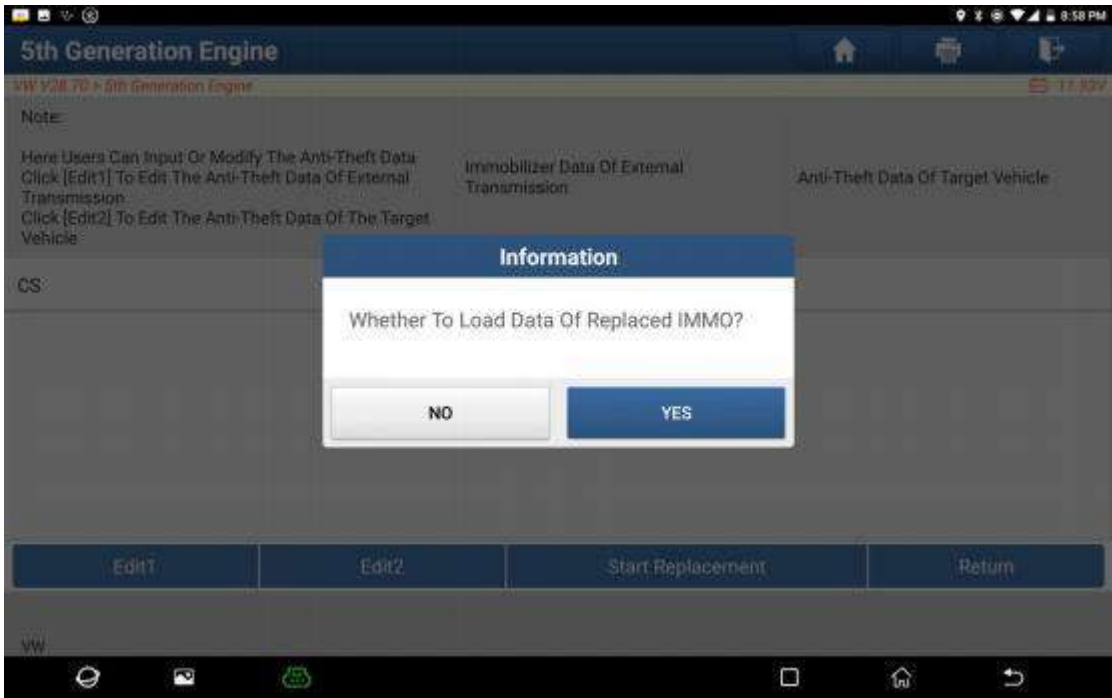 8:58 PM
5th Generation Engine
VW V28.70 > 5th Generation Engine
11.93V
Note:
Here Users Can Input Or Modify The Anti-Theft Data
Click [Edit1] To Edit The Anti-Theft Data Of External
Transmission
Click [Edit2] To Edit The Anti-Theft Data Of The Target
Vehicle
Immobilizer Data Of External
Transmission
Anti-Theft Data Of Target Vehicle
CS
Information
Whether To Load Data Of Replaced IMMO?
NO
YES
Edit1
Edit2
Start Replacement
Return
VW